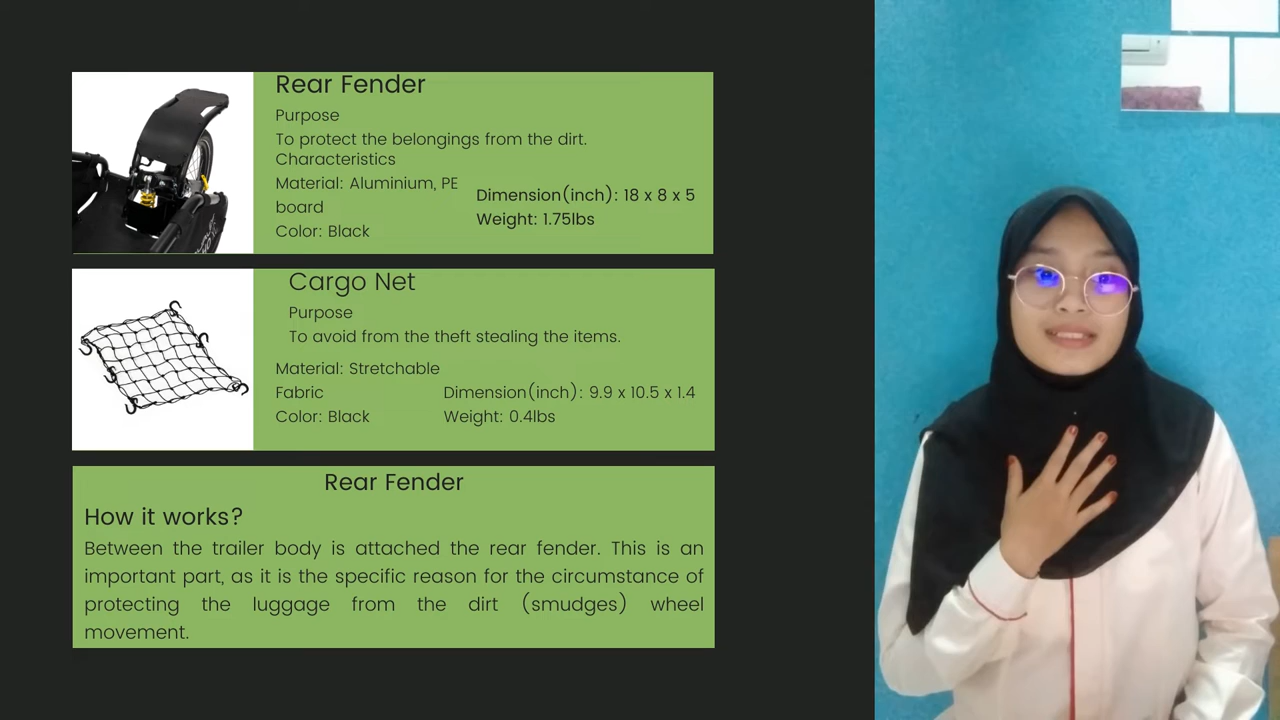 Rear Fender
Purpose
To protect the belongings from the dirt.
Characteristics
Material: Aluminium, PE
board
Color: Black
Dimension(inch): 18 x 8 x 5
Weight: 1.75lbs
Cargo Net
Purpose
To avoid from the theft stealing the items.
Material: Stretchable
Fabric
Color: Black
Dimension(inch): 9.9 x 10.5 x 1.4
Weight: 0.4lbs
Rear Fender
How it works?
Between the trailer body is attached the rear fender. This is an
important part, as it is the specific reason for the circumstance of
protecting the luggage from the dirt (smudges) wheel
movement.